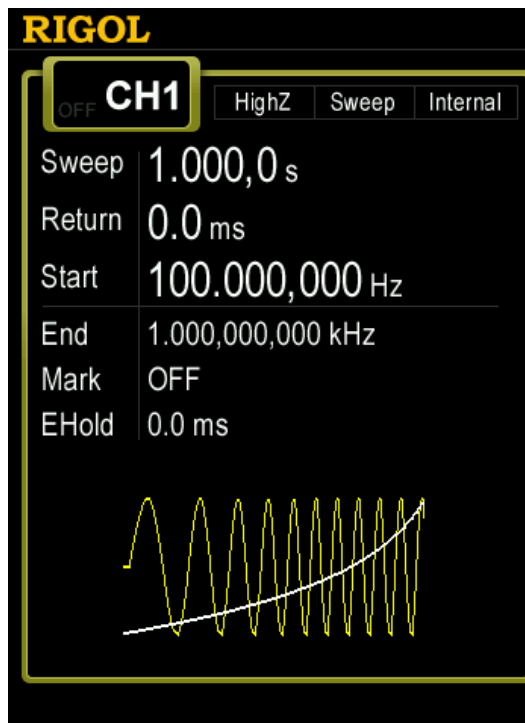 RIGOL
OFF CH1 HighZ Sweep Internal
Sweep 1.000,0 s
Return 0.0 ms
Start 100.000,000 Hz
End 1.000,000,000 kHz
Mark OFF
EHold 0.0 ms